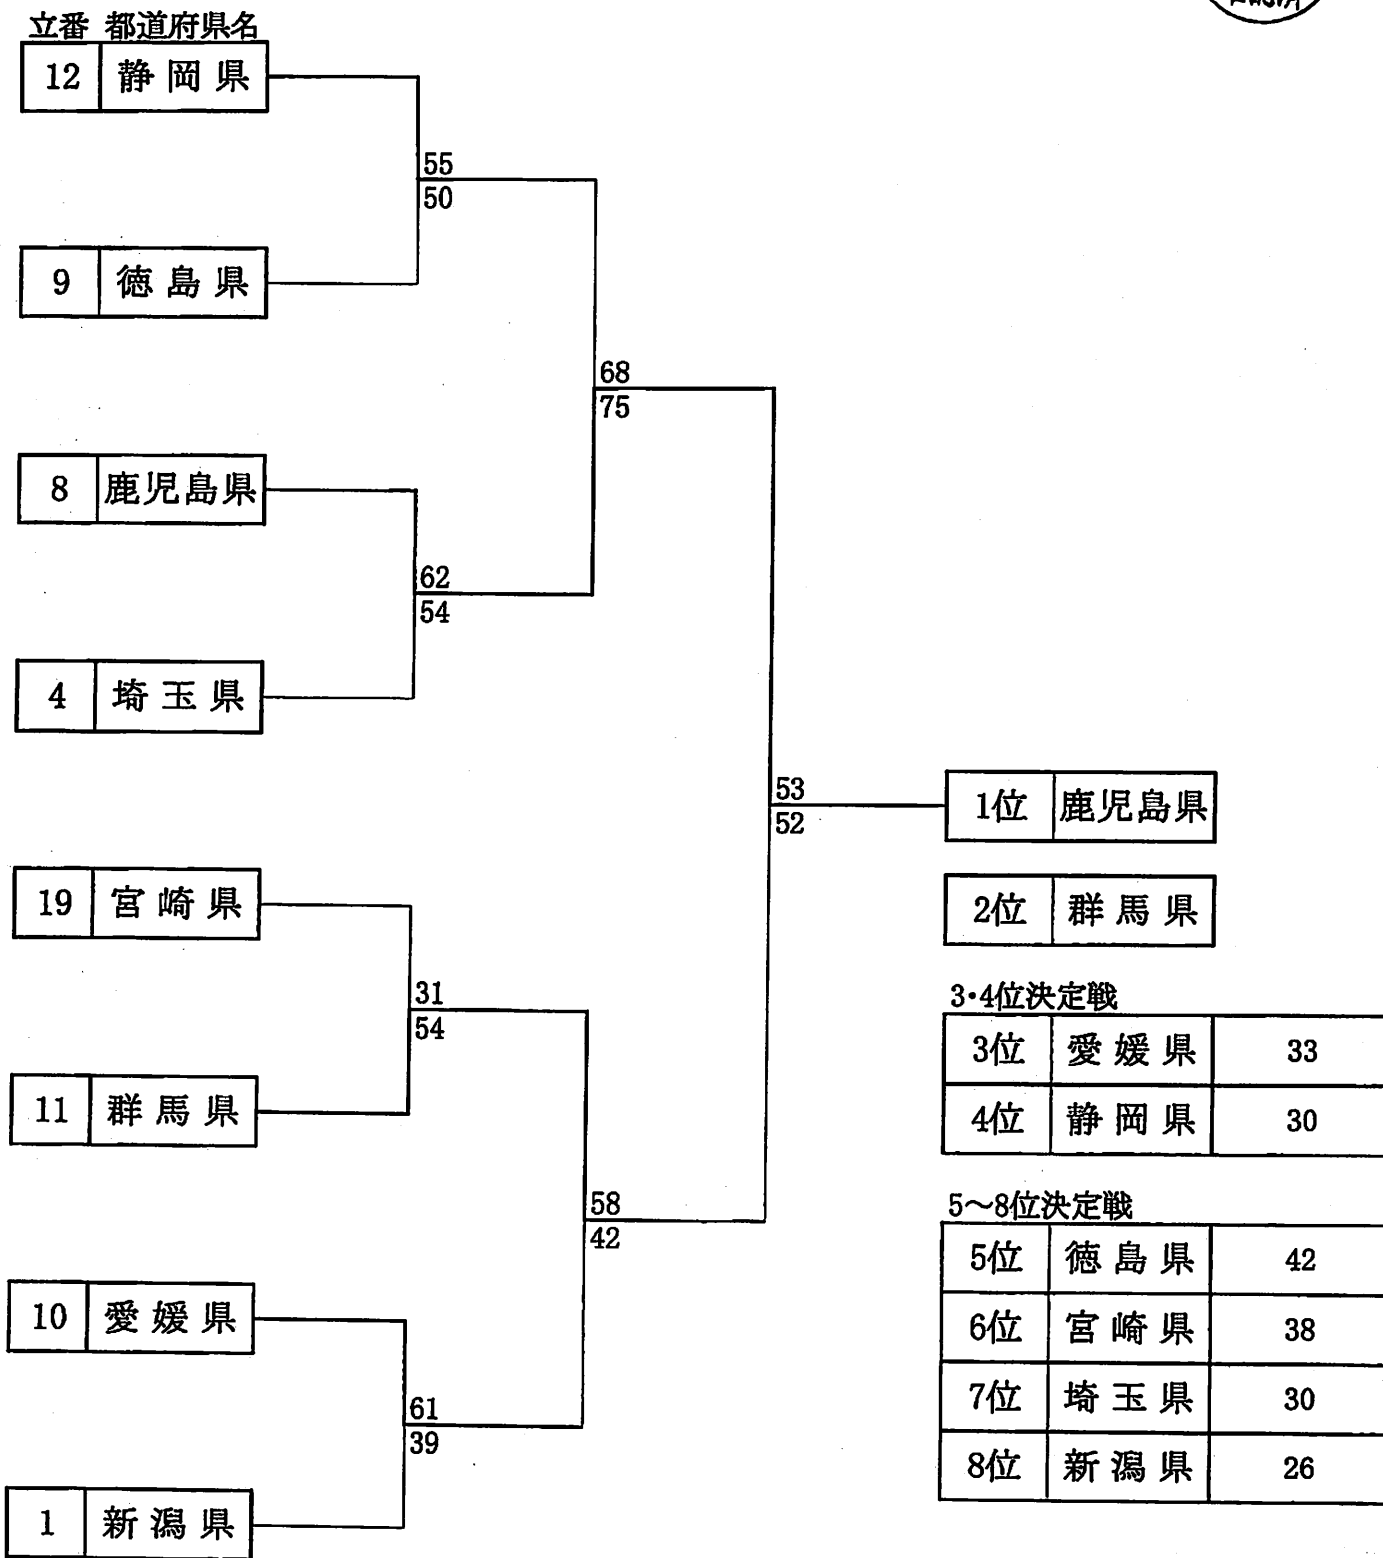 立番 都道府県名
12 静岡県
55
50
9 徳島県
68
75
8 鹿児島県
62
54
4 埼玉県
53
52
1位 鹿児島県
2位 群馬県
19 宮崎県
31
54
11 群馬県
58
42
10 愛媛県
61
39
1 新潟県
3・4位決定戦
3位 愛媛県 33
4位 静岡県 30
5～8位決定戦
5位 徳島県 42
6位 宮崎県 38
7位 埼玉県 30
8位 新潟県 26